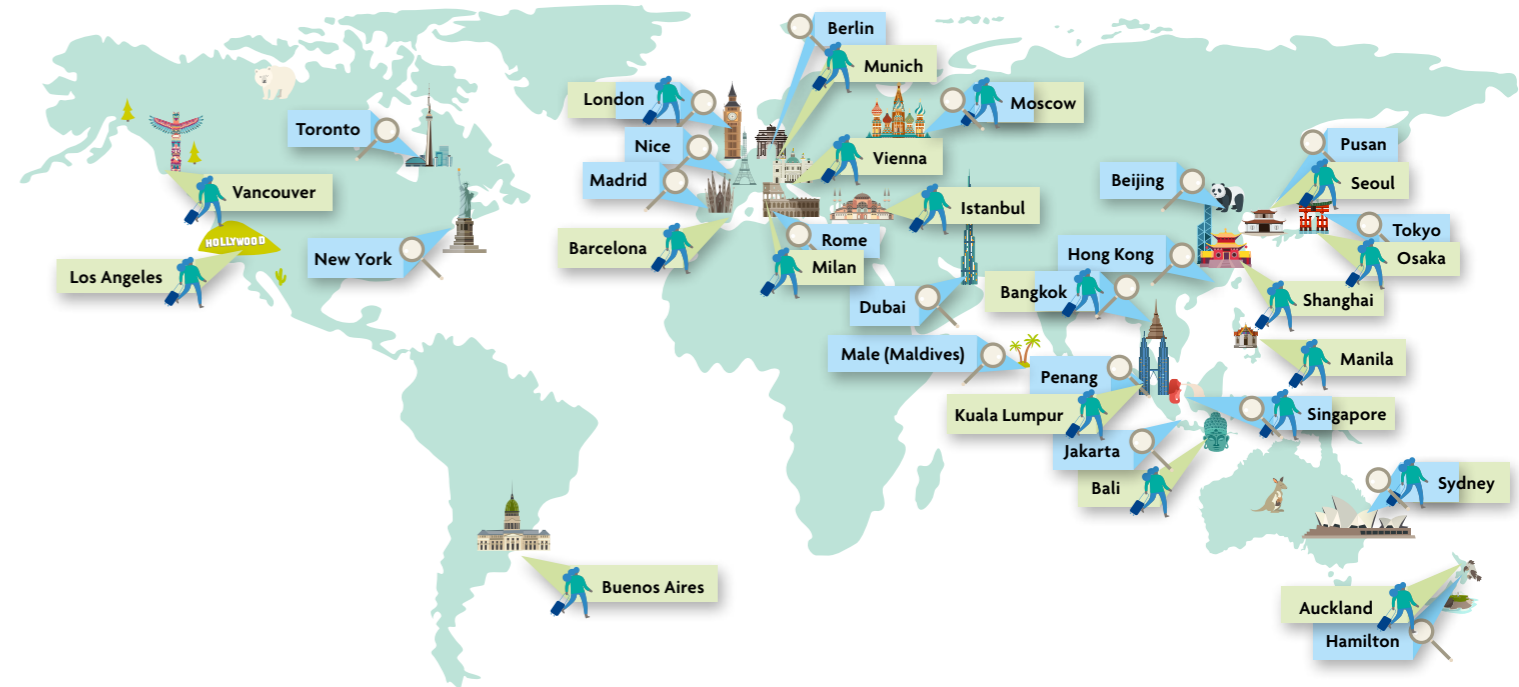 Berlin
Munich
London
Moscow
Toronto
Nice
Vienna
Pusan
Madrid
Beijing
Seoul
Vancouver
Istanbul
Barcelona
Rome
Tokyo
HOLLYWOOD
New York
Hong Kong
Osaka
Milan
Los Angeles
Bangkok
Shanghai
Dubai
Male (Maldives)
Manila
Penang
Kuala Lumpur
Singapore
Jakarta
Bali
Sydney
Buenos Aires
Auckland
Hamilton